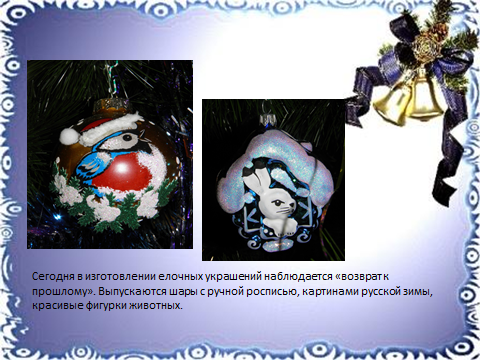 Сегодня в изготовлении елочных украшений наблюдается «возврат к
прошлому». Выпускаются шары с ручной росписью, картинами русской зимы,
красивые фигурки животных.